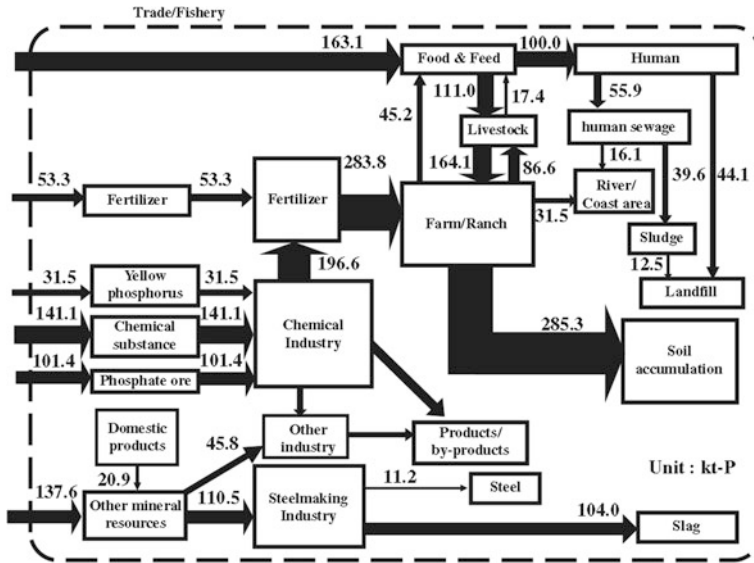 Trade/Fishery
163.1
Food & Feed
100.0
Human
45.2
111.0
17.4
55.9
Livestock
human sewage
164.1
86.6
16.1
39.6
44.1
53.3
Fertilizer
53.3
Fertilizer
283.8
Farm/Ranch
31.5
River/
Coast area
Sludge
12.5
Landfill
196.6
31.5
Yellow
phosphorus
31.5
141.1
Chemical
substance
141.1
Chemical
Industry
101.4
Phosphate ore
101.4
285.3
Soil
accumulation
Domestic
products
45.8
Other
industry
Products/
by-products
20.9
Unit : kt-P
137.6
Other mineral
resources
110.5
Steelmaking
Industry
11.2
Steel
104.0
Slag